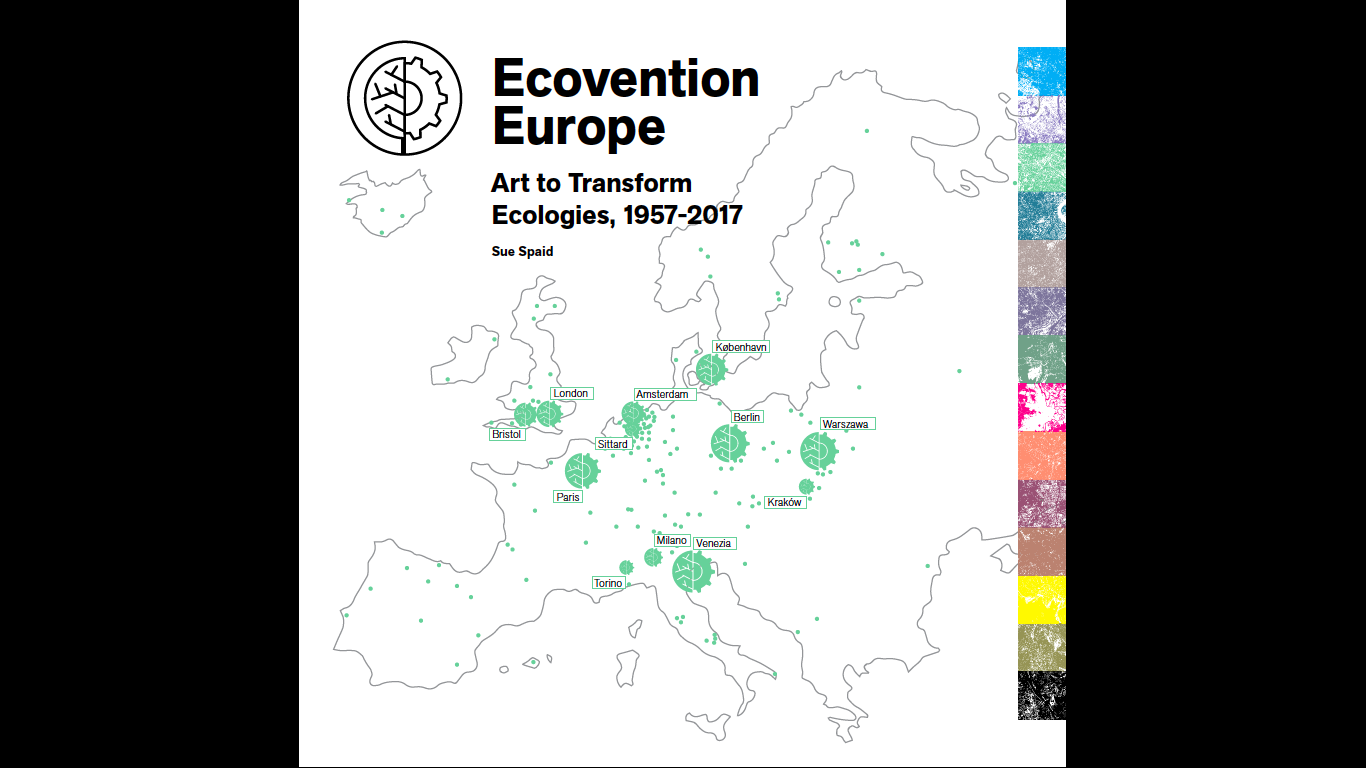 Ecovention
Europe
Art to Transform
Ecologies, 1957-2017
Sue Spaid
København
London
Amsterdam
Berlin
Warszawa
Bristol
Sittard
Paris
Kraków
Milano
Venezia
Torino